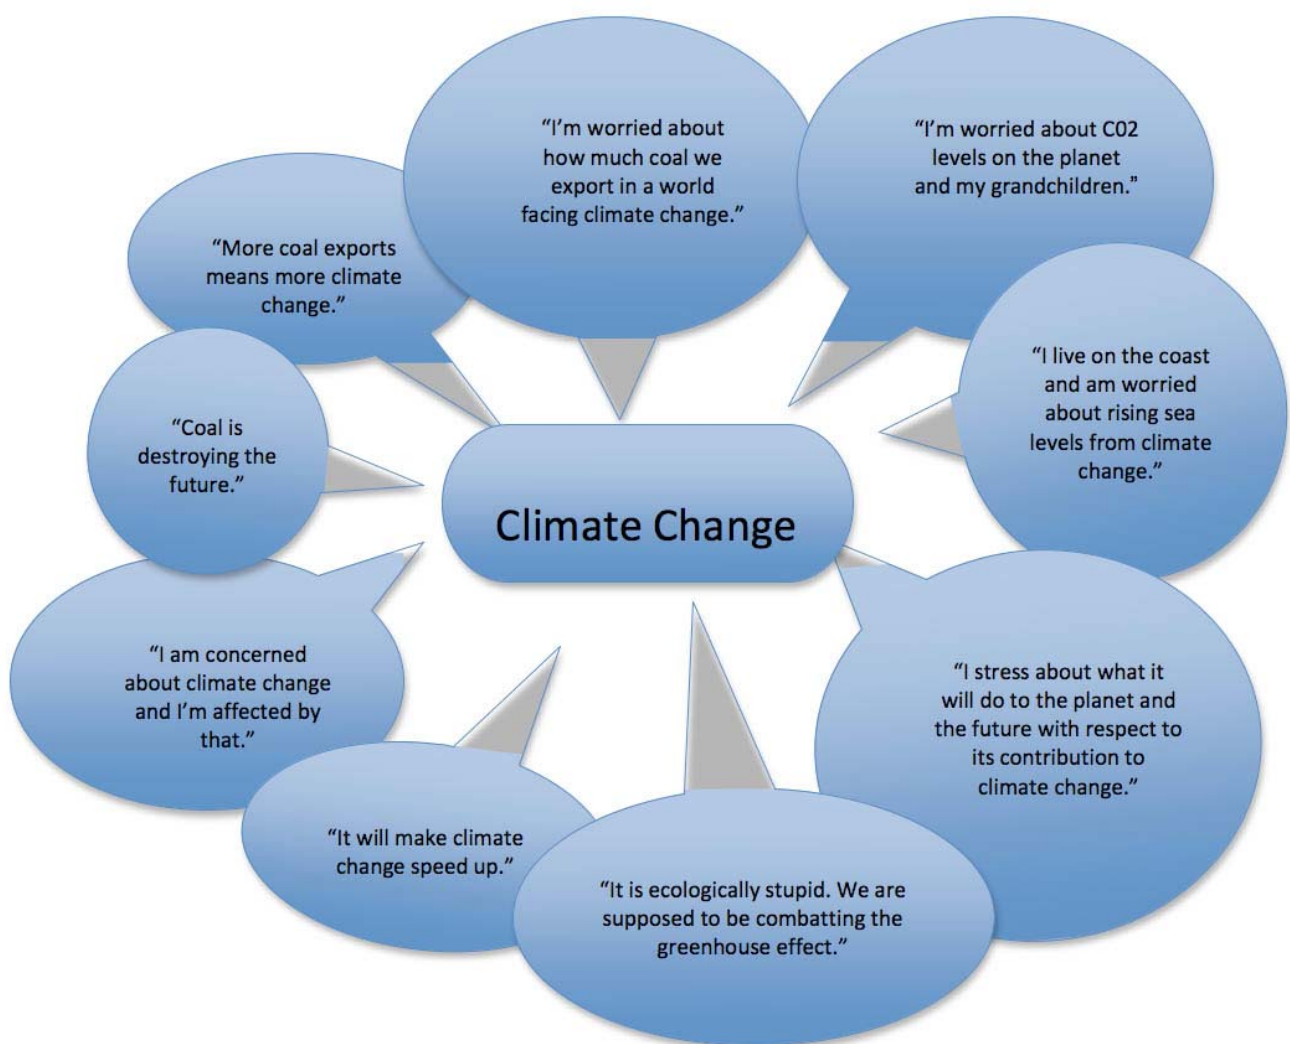 “I’m worried about
how much coal we
export in a world
facing climate change.”
“I’m worried about C02
levels on the planet
and my grandchildren.”
“More coal exports
means more climate
change.”
“I live on the coast
and am worried
about rising sea
levels from climate
change.”
“Coal is
destroying the
future.”
Climate Change
“I am concerned
about climate change
and I’m affected by
that.”
“I stress about what it
will do to the planet and
the future with respect to
its contribution to
climate change.”
“It will make climate
change speed up.”
“It is ecologically stupid. We are
supposed to be combatting the
greenhouse effect.”